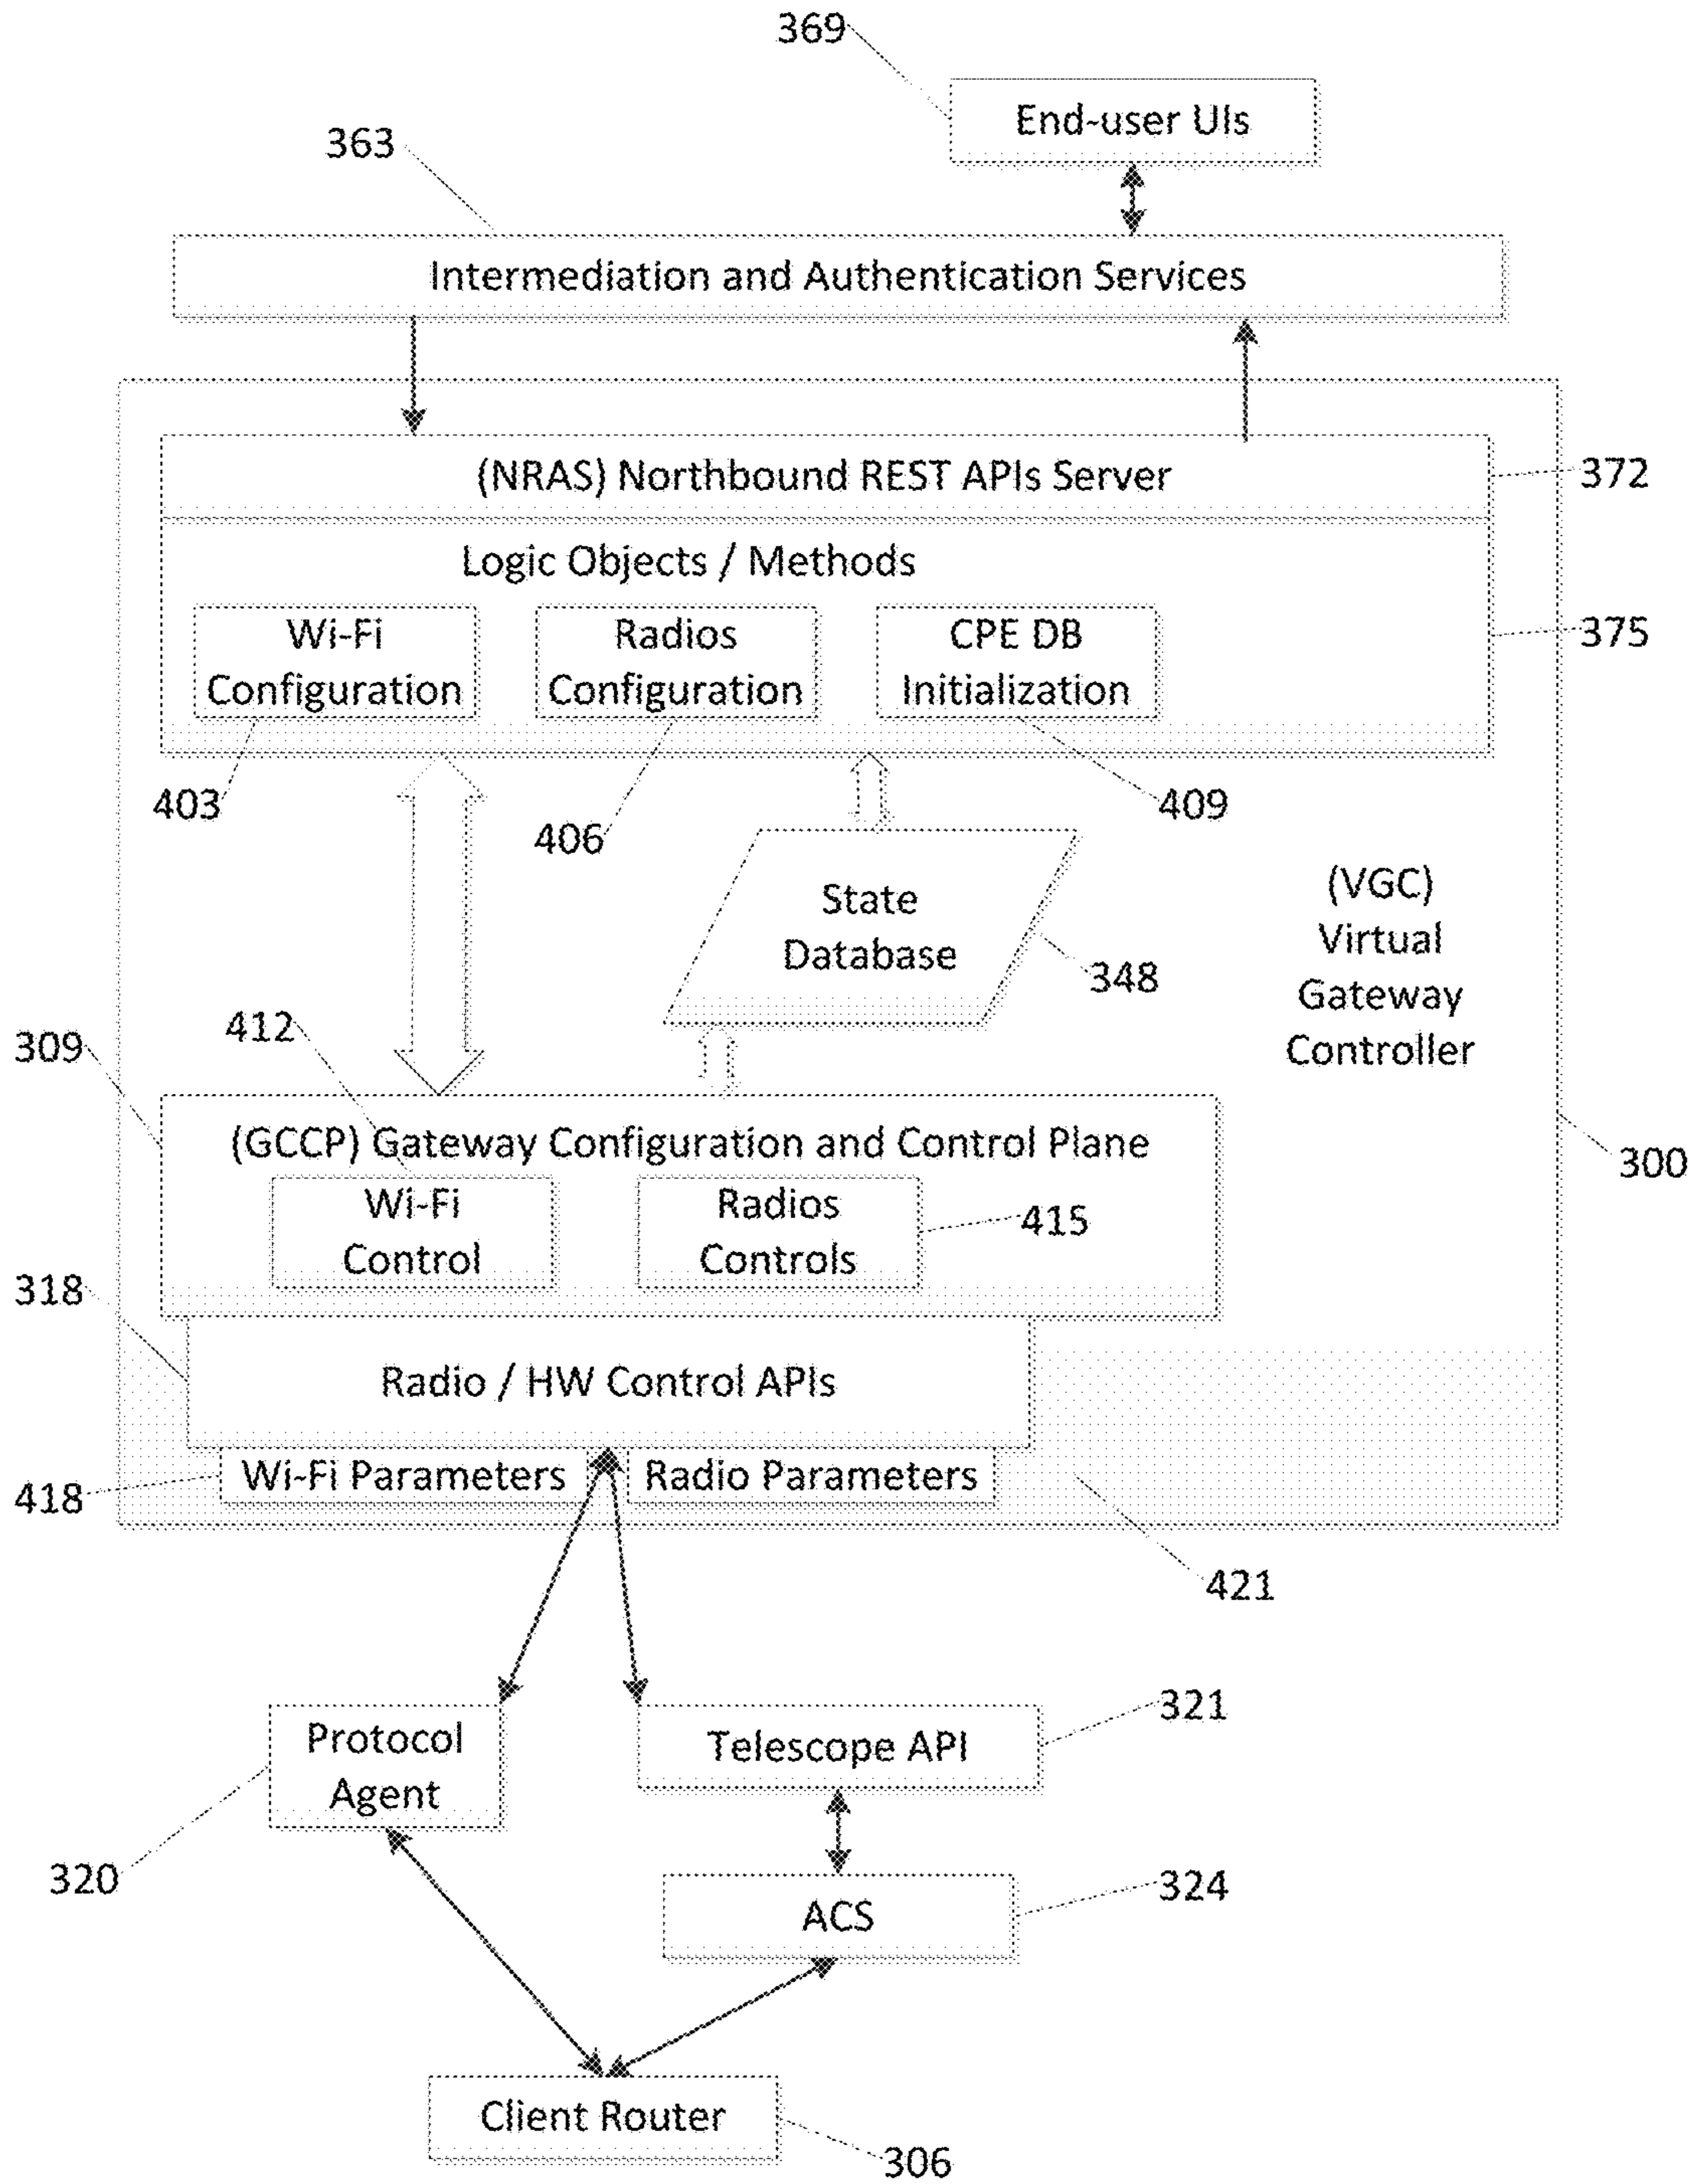 369
End-user UIs
363
Intermediation and Authentication Services
(NRAS) Northbound REST APIs Server
372
Logic Objects / Methods
Wi-Fi
Configuration
Radios
Configuration
CPE DB
Initialization
375
403
406
409
State
Database
348
(VGC)
Virtual
Gateway
Controller
412
309
(GCCP) Gateway Configuration and Control Plane
300
Wi-Fi
Control
Radios
Controls
415
318
Radio / HW Control APIs
Wi-Fi Parameters
Radio Parameters
418
421
Protocol
Agent
Telescope API
321
320
ACS
324
Client Router
306